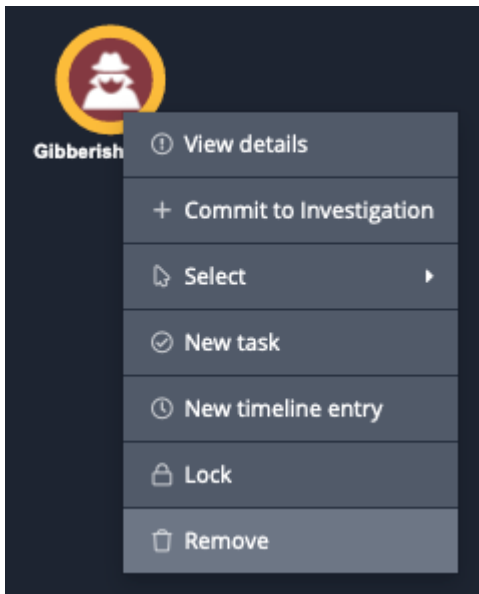 Gibberish
View details
Commit to Investigation
Select
New task
New timeline entry
Lock
Remove